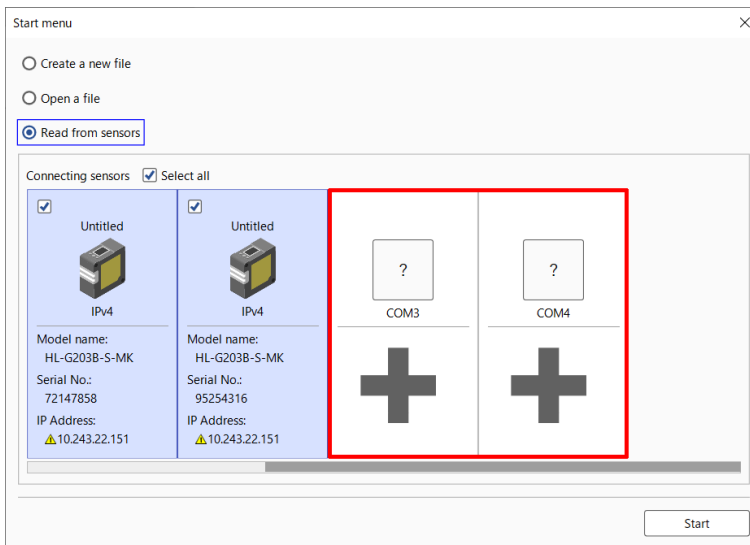 Start menu
Create a new file
Open a file
Read from sensors
Connecting sensors
Select all
Untitled
IPv4
Model name:
HL-G203B-S-MK
Serial No.:
72147858
IP Address:
10.243.22.151
Untitled
IPv4
Model name:
HL-G203B-S-MK
Serial No.:
95254316
IP Address:
10.243.22.151
?
COM3
?
COM4
Start